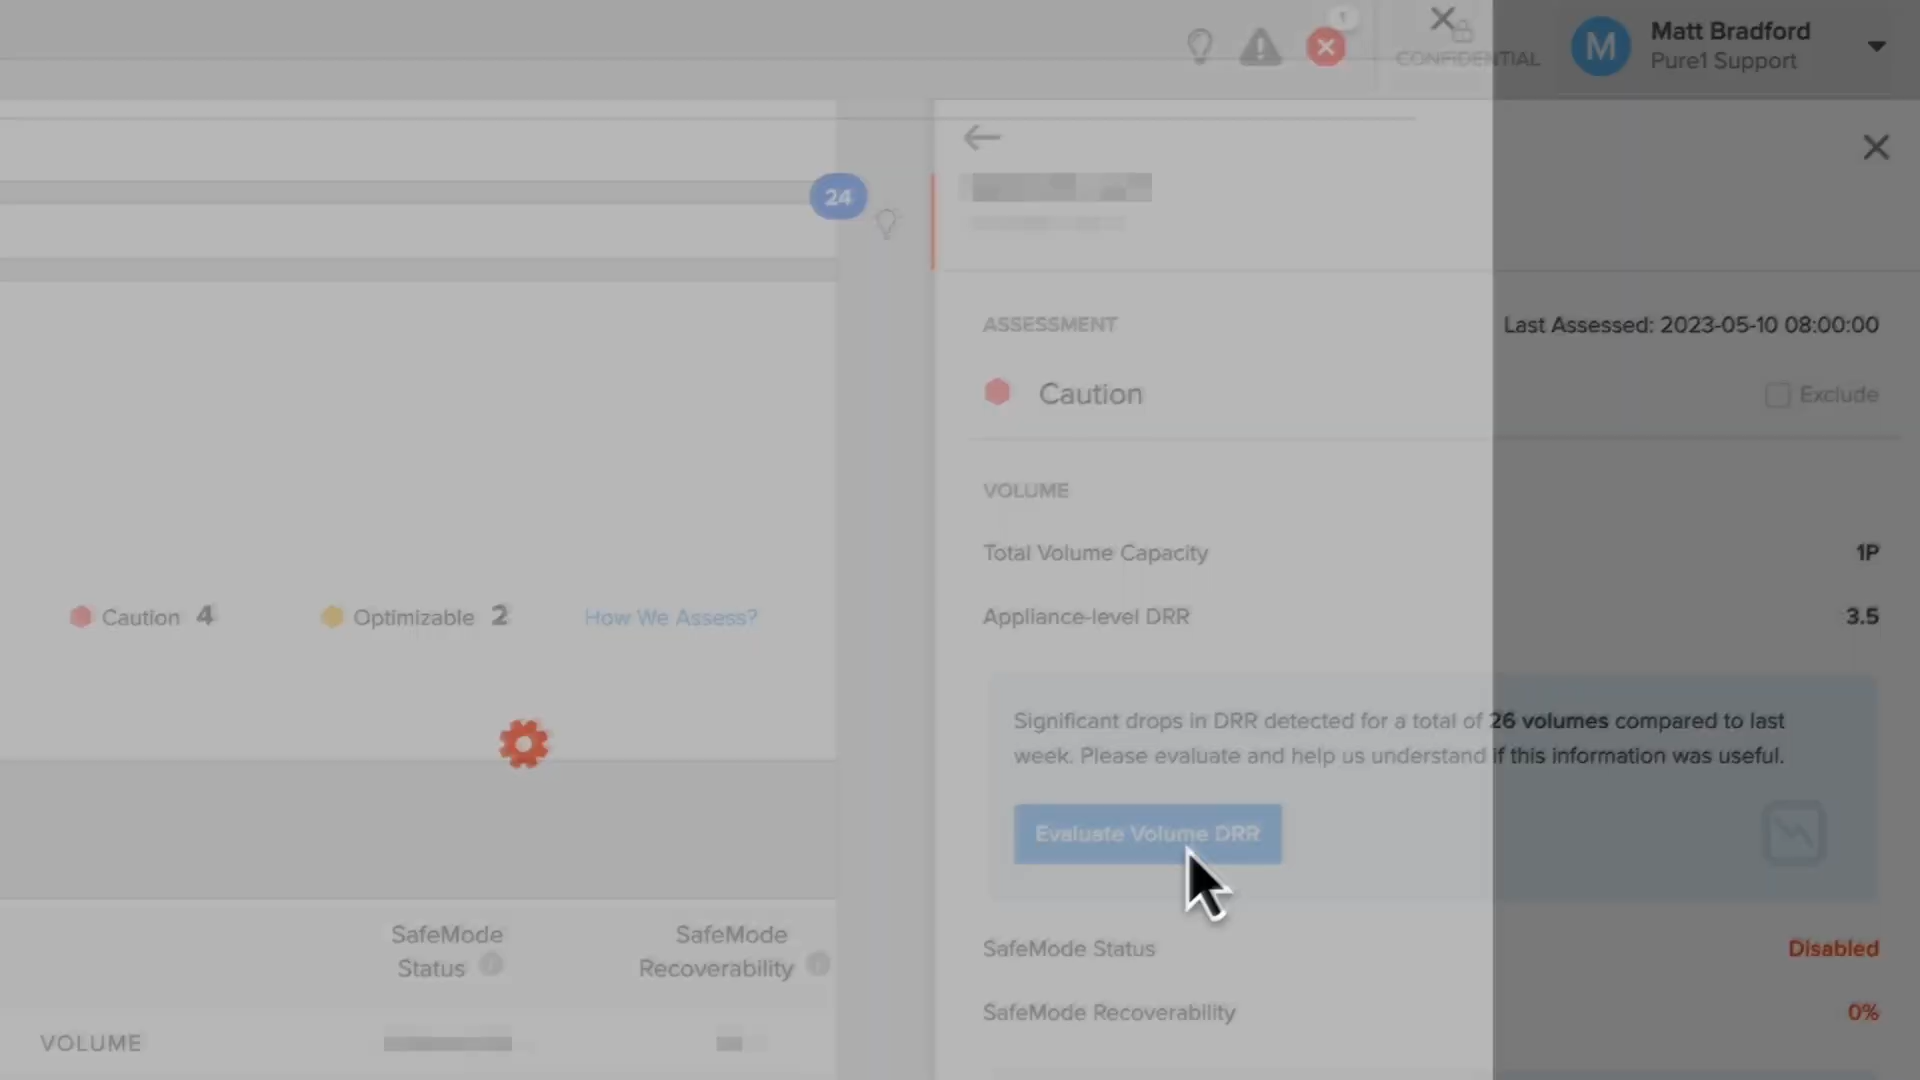 CONFIDENTIAL
M
Matt Bradford
Pure1 Support
24
ASSESSMENT
Last Assessed: 2023-05-10 08:00:00
Caution
Exclude
VOLUME
Total Volume Capacity
1P
Appliance-level DRR
3.5
Caution 4
Optimizable 2
How We Assess?
Significant drops in DRR detected for a total of 26 volumes compared to last
week. Please evaluate and help us understand if this information was useful.
Evaluate Volume DRR
SafeMode
Status
SafeMode
Recoverability
SafeMode Status
Disabled
SafeMode Recoverability
0%
VOLUME